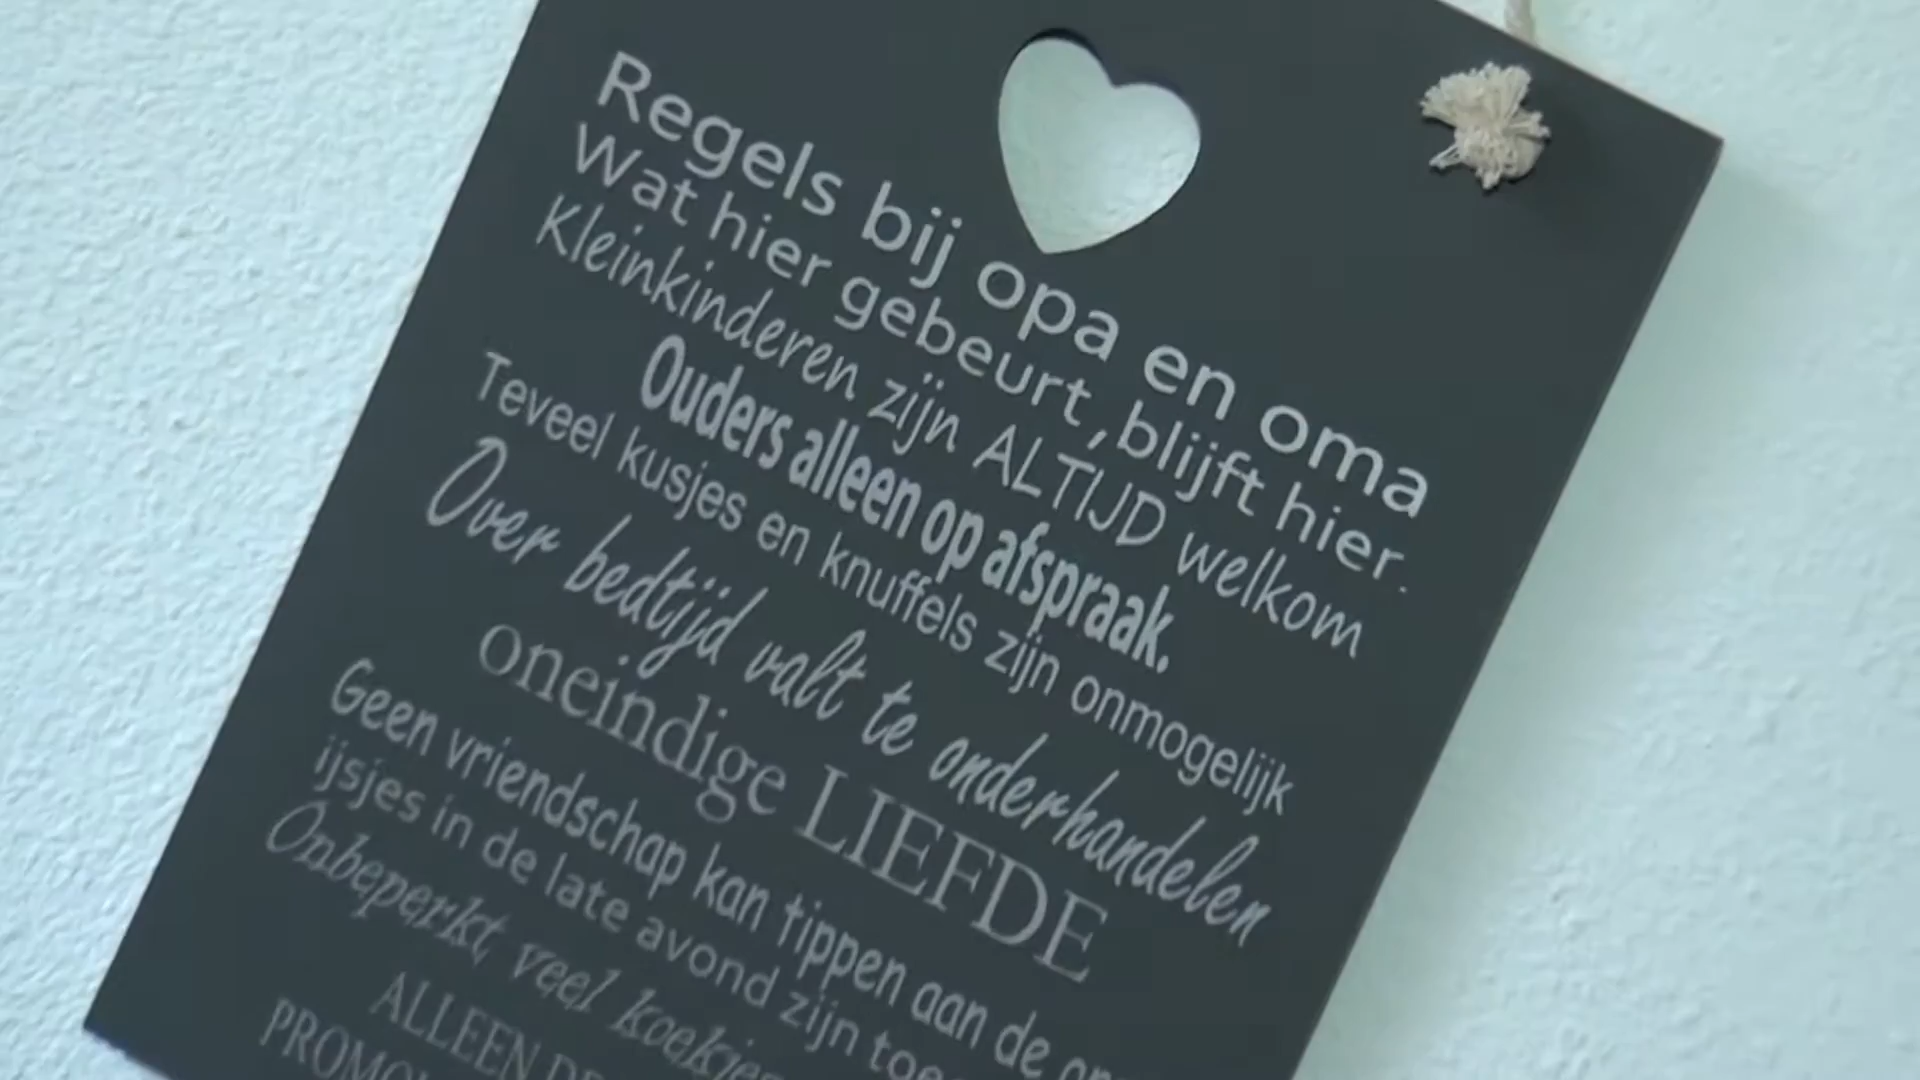 Regels bij opa en oma
Wat hier gebeurt, blijft hier.
Kleinkinderen zijn ALTIJD welkom
Ouders alleen op afspraak.
Teveel kusjes en knuffels zijn onmogelijk
Over bedtijd valt te onderhandelen
oneindige LIEFDE
Geen vriendschap kan tippen aan de
ijsjes in de late avond zijn
Onbeperkt veel koekjes
ALLEEN